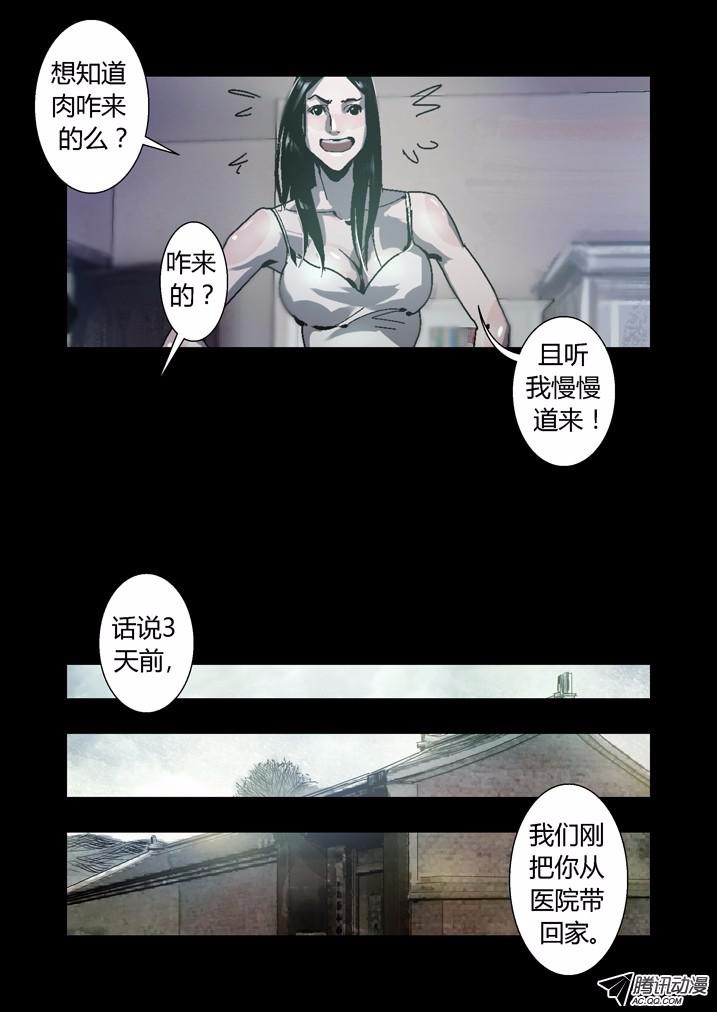 想知道
肉咋来
的么？
咋来
的？
且听
我慢慢
道来！
话说3
天前，
我们刚
把你从
医院带
回家。
腾讯动漫
AC.QQ.COM